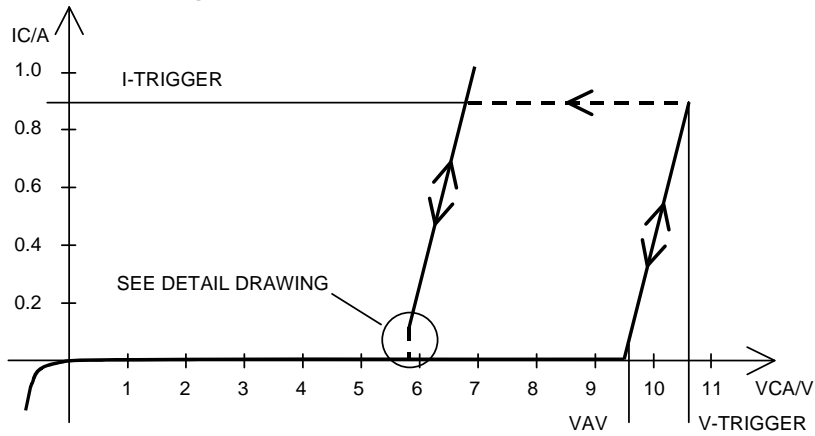 IC/A
1.0
I-TRIGGER
0.8
0.6
0.4
SEE DETAIL DRAWING
0.2
1 2 3 4 5 6 7 8 9 10 11 VCA/V
VAV V-TRIGGER